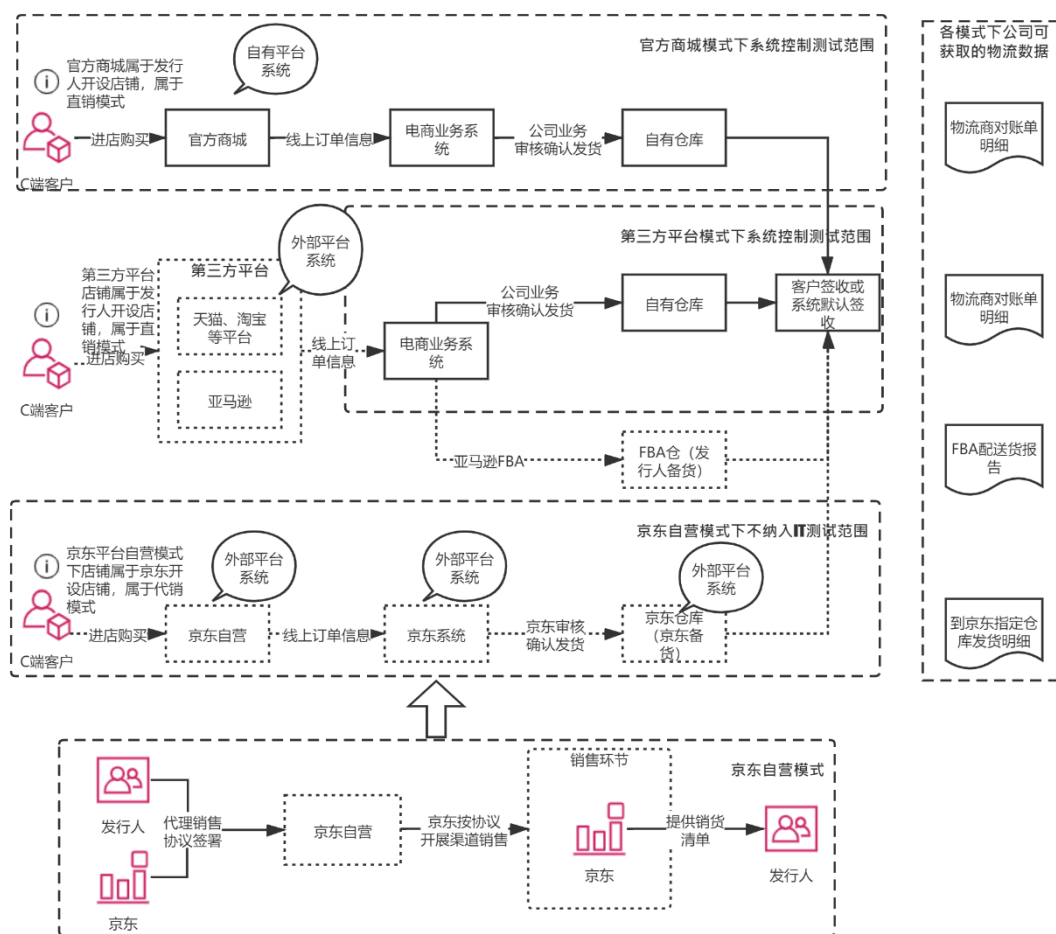 官方商城模式下系统控制测试范围
自有平台
系统
官方商城属于发行
人开设店铺，属于
直销模式
C端客户
进店购买
官方商城
线上订单信息
电商业务系
统
公司业务
审核确认发货
自有仓库
第三方平台模式下系统控制测试范围
外部平台
系统
第三方平台
第三方平台
店铺属于发
行人开设店
铺，属于直
销模式
进店购买
C端客户
天猫、淘宝
等平台
亚马逊
线上订
单信息
电商业务系
统
公司业务
审核确认发货
自有仓库
客户签收或
系统默认签
收
亚马逊FBA
FBA仓（发
行人备货）
京东自营模式下不纳入IT测试范围
京东平台自营模式
下店铺属于京东开
设店铺，属于代销
模式
C端客户
进店购买
外部平台
系统
京东自营
线上订单信息
外部平台
系统
京东系统
京东审核
确认发货
外部平台
系统
京东仓库
（京东备
货）
京东自营模式
发行人
京东
代理销售
协议签署
京东自营
京东按协议
开展渠道销售
销售环节
京东
提供销货
清单
发行人
各模式下公司可
获取的物流数据
物流商对账单
明细
物流商对账单
明细
FBA配送货报
告
到京东指定仓
库发货明细